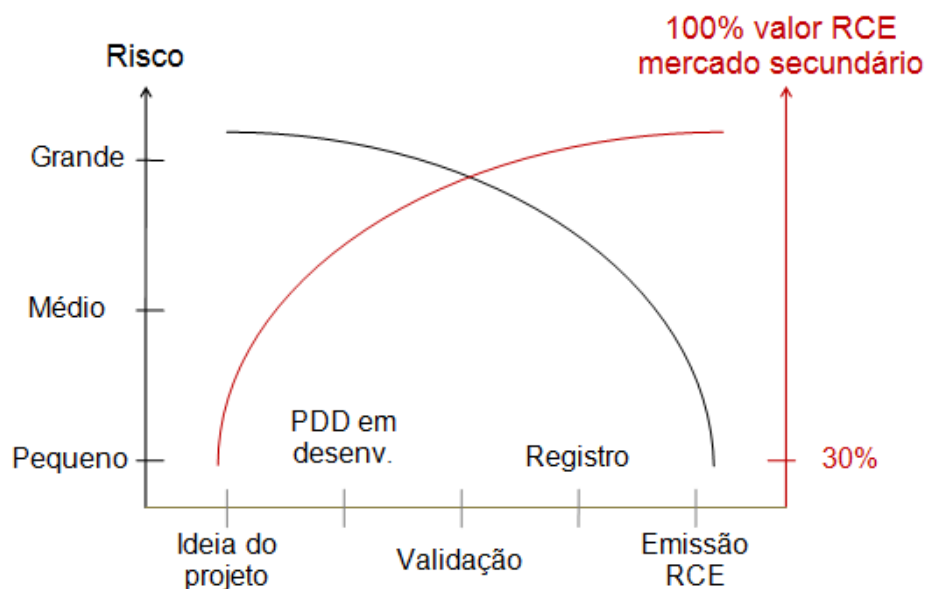 100% valor RCE
mercado secundário
Risco
Grande
Médio
Pequeno
PDD em
desenv.
Registro
30%
Ideia do
projeto
Validação
Emissão
RCE